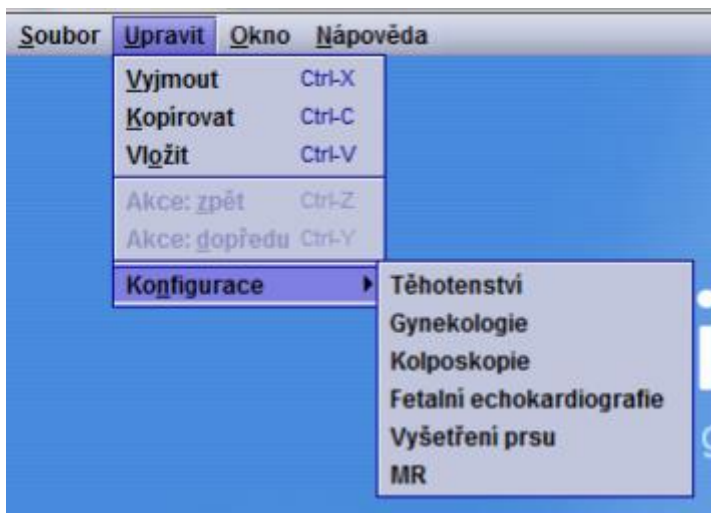 Soubor Upravit Okno Nápověda
Vyjmout Ctrl-X
Kopírovat Ctrl-C
Vložit Ctrl-V
Akce: zpět Ctrl-Z
Akce: dopředu Ctrl-Y
Konfigurace
Těhotenství
Gynekologie
Kolposkopie
Fetalní echokardiografie
Vyšetření prsu
MR